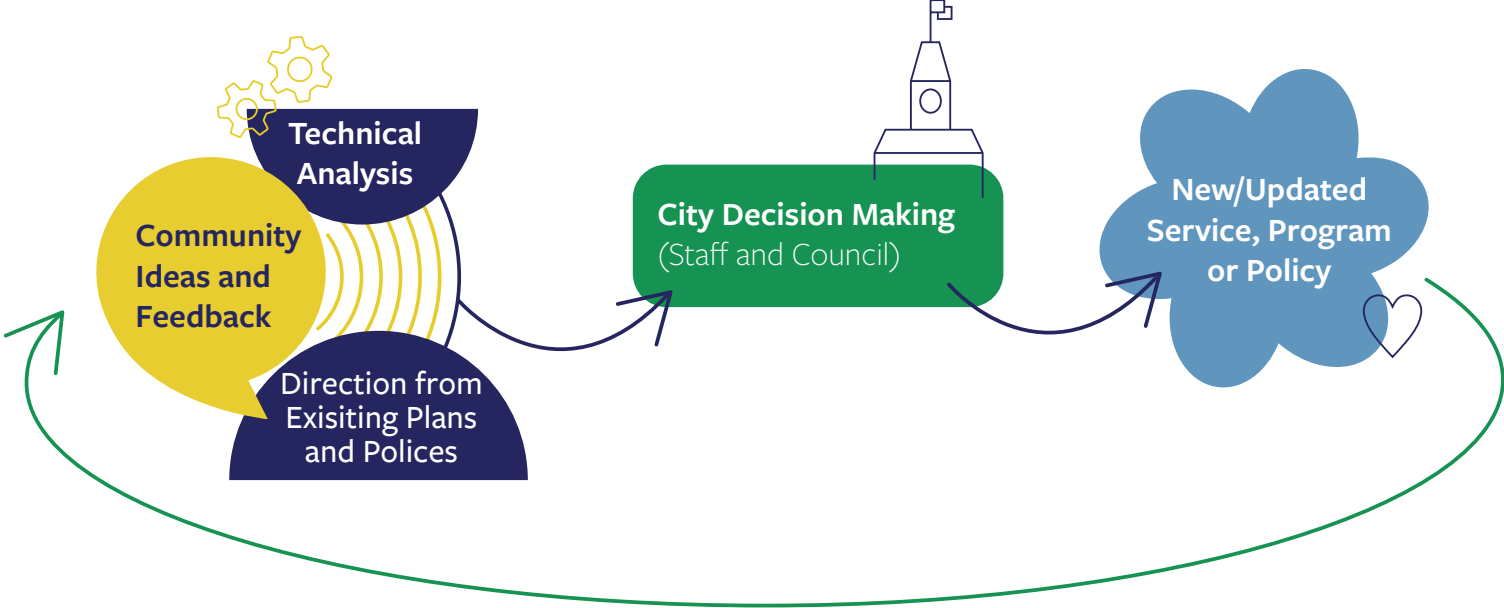 Technical
Analysis
Community
Ideas and
Feedback
Direction from
Exisiting Plans
and Polices
City Decision Making
(Staff and Council)
New/Updated
Service, Program
or Policy